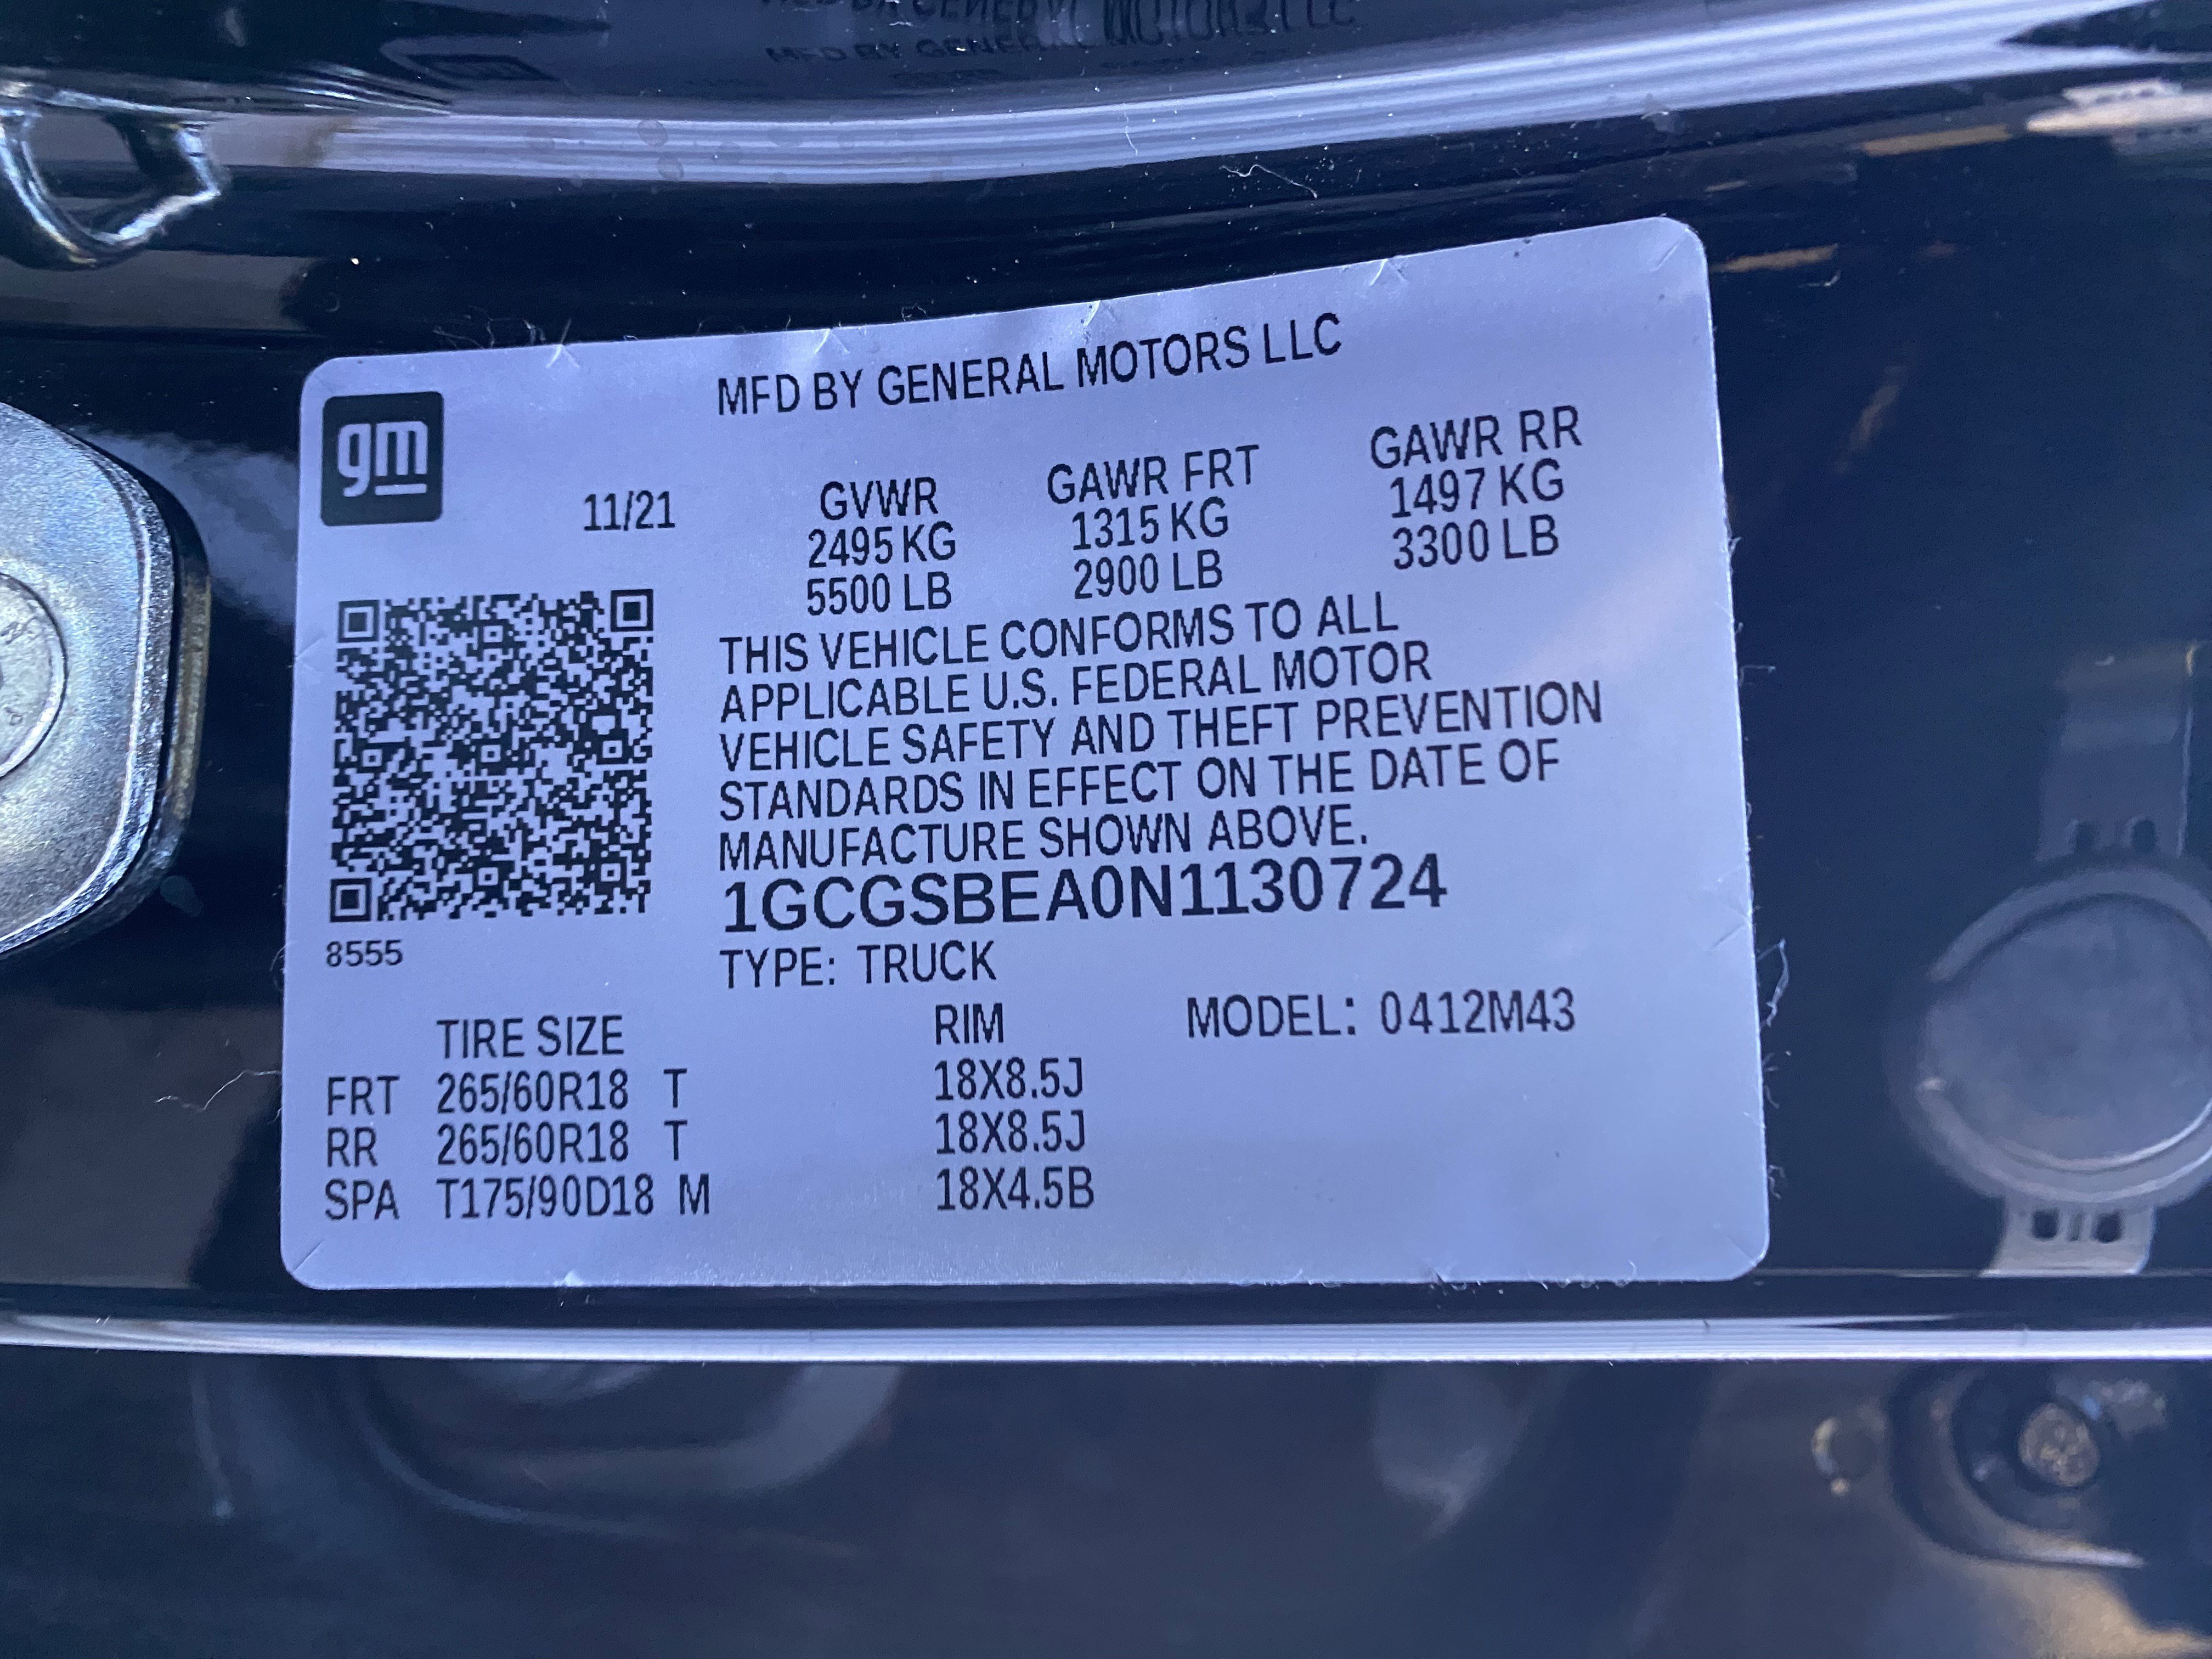 MFD BY GENERAL MOTORS LLC
gm
11/21
GVWR GAWR FRT GAWR RR
2495 KG 1315 KG 1497 KG
5500 LB 2900 LB 3300 LB
THIS VEHICLE CONFORMS TO ALL
APPLICABLE U.S. FEDERAL MOTOR
VEHICLE SAFETY AND THEFT PREVENTION
STANDARDS IN EFFECT ON THE DATE OF
MANUFACTURE SHOWN ABOVE.
1GCGSBEA0N1130724
8555
TYPE: TRUCK
TIRE SIZE RIM MODEL: 0412M43
FRT 265/60R18 T 18X8.5J
RR 265/60R18 T 18X8.5J
SPA T175/90D18 M 18X4.5B